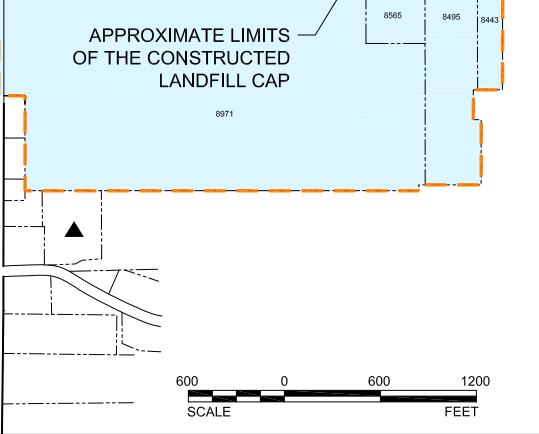 8565
8495
8443
APPROXIMATE LIMITS
OF THE CONSTRUCTED
LANDFILL CAP
8971
600 0 600 1200
SCALE FEET